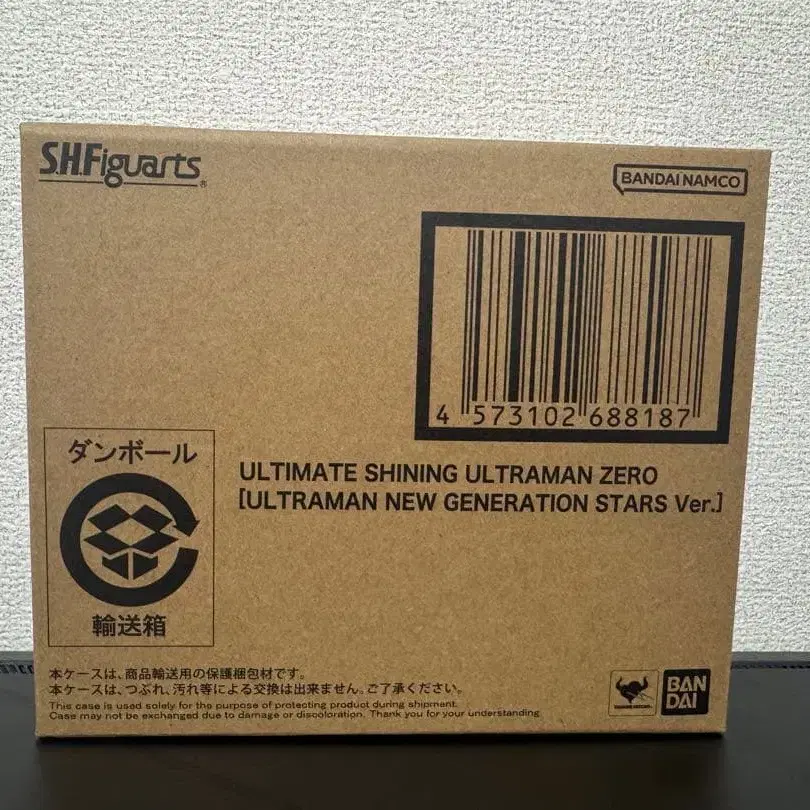 S.H.Figuarts®
BANDAI NAMCO
4 573102 688187
ダンボール
輸送箱
ULTIMATE SHINING ULTRAMAN ZERO
[ULTRAMAN NEW GENERATION STARS Ver.]
本ケースは、商品輸送用の保護梱包材です。
本ケースは、つぶれ、汚れ等による交換は出来ません。ご了承ください。
This case is used solely for the purpose of protecting product during shipment.
Case may not be exchanged due to damage or discoloration. Thank you for your understanding
BAN
DAI